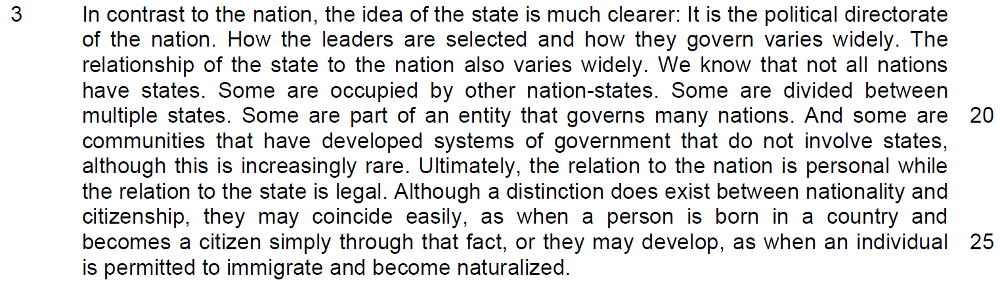 3 In contrast to the nation, the idea of the state is much clearer: It is the political directorate
of the nation. How the leaders are selected and how they govern varies widely. The
relationship of the state to the nation also varies widely. We know that not all nations
have states. Some are occupied by other nation-states. Some are divided between
multiple states. Some are part of an entity that governs many nations. And some are 20
communities that have developed systems of government that do not involve states,
although this is increasingly rare. Ultimately, the relation to the nation is personal while
the relation to the state is legal. Although a distinction does exist between nationality and
citizenship, they may coincide easily, as when a person is born in a country and
becomes a citizen simply through that fact, or they may develop, as when an individual 25
is permitted to immigrate and become naturalized.